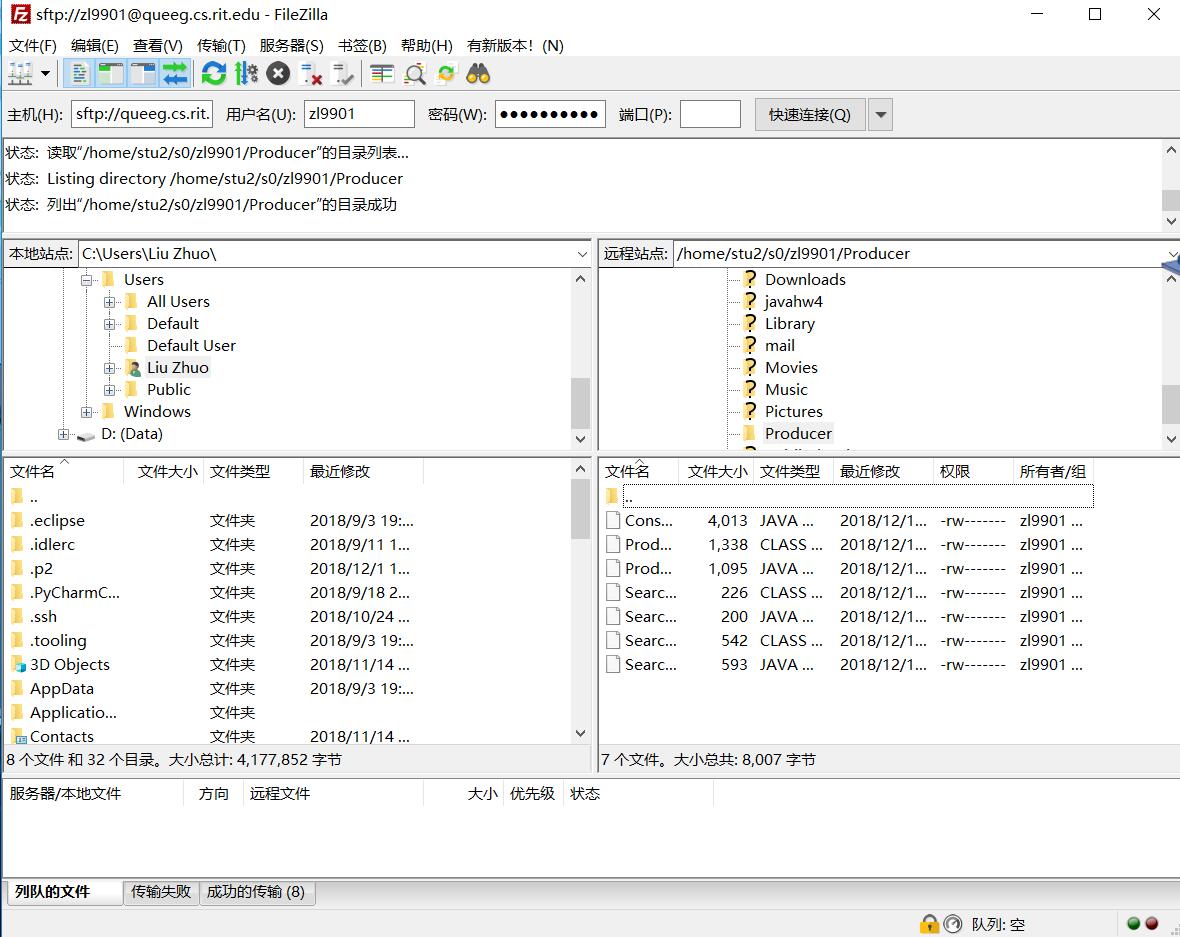 sftp://zl9901@queeg.cs.rit.edu - FileZilla
文件(F) 编辑(E) 查看(V) 传输(T) 服务器(S) 书签(B) 帮助(H) 有新版本！(N)
主机(H): sftp://queeg.cs.rit. 用户名(U): zl9901 密码(W): ●●●●●●●●●● 端口(P): 快速连接(Q)
状态: 读取“/home/stu2/s0/zl9901/Producer”的目录列表...
状态: Listing directory /home/stu2/s0/zl9901/Producer
状态: 列出“/home/stu2/s0/zl9901/Producer”的目录成功
本地站点: C:\Users\Liu Zhuo\
Users
All Users
Default
Default User
Liu Zhuo
Public
Windows
D: (Data)
远程站点: /home/stu2/s0/zl9901/Producer
Downloads
javahw4
Library
mail
Movies
Music
Pictures
Producer
文件名 文件大小 文件类型 最近修改
..
.eclipse 文件夹 2018/9/3 19:...
.idlerc 文件夹 2018/9/11 1...
.p2 文件夹 2018/12/1 1...
.PyCharmC... 文件夹 2018/9/18 2...
.ssh 文件夹 2018/10/24 ...
.tooling 文件夹 2018/9/3 19:...
3D Objects 文件夹 2018/11/14 ...
AppData 文件夹 2018/9/3 19:...
Applicatio... 文件夹
Contacts 文件夹 2018/11/14 ...
8 个文件 和 32 个目录。大小总计: 4,177,852 字节
文件名 文件大小 文件类型 最近修改 权限 所有者/组
..
Cons... 4,013 JAVA ... 2018/12/1... -rw------- zl9901 ...
Prod... 1,338 CLASS ... 2018/12/1... -rw------- zl9901 ...
Prod... 1,095 JAVA ... 2018/12/1... -rw------- zl9901 ...
Searc... 226 CLASS ... 2018/12/1... -rw------- zl9901 ...
Searc... 200 JAVA ... 2018/12/1... -rw------- zl9901 ...
Searc... 542 CLASS ... 2018/12/1... -rw------- zl9901 ...
Searc... 593 JAVA ... 2018/12/1... -rw------- zl9901 ...
7 个文件。大小总共: 8,007 字节
服务器/本地文件 方向 远程文件 大小 优先级 状态
列队的文件 传输失败 成功的传输 (8)
队列: 空